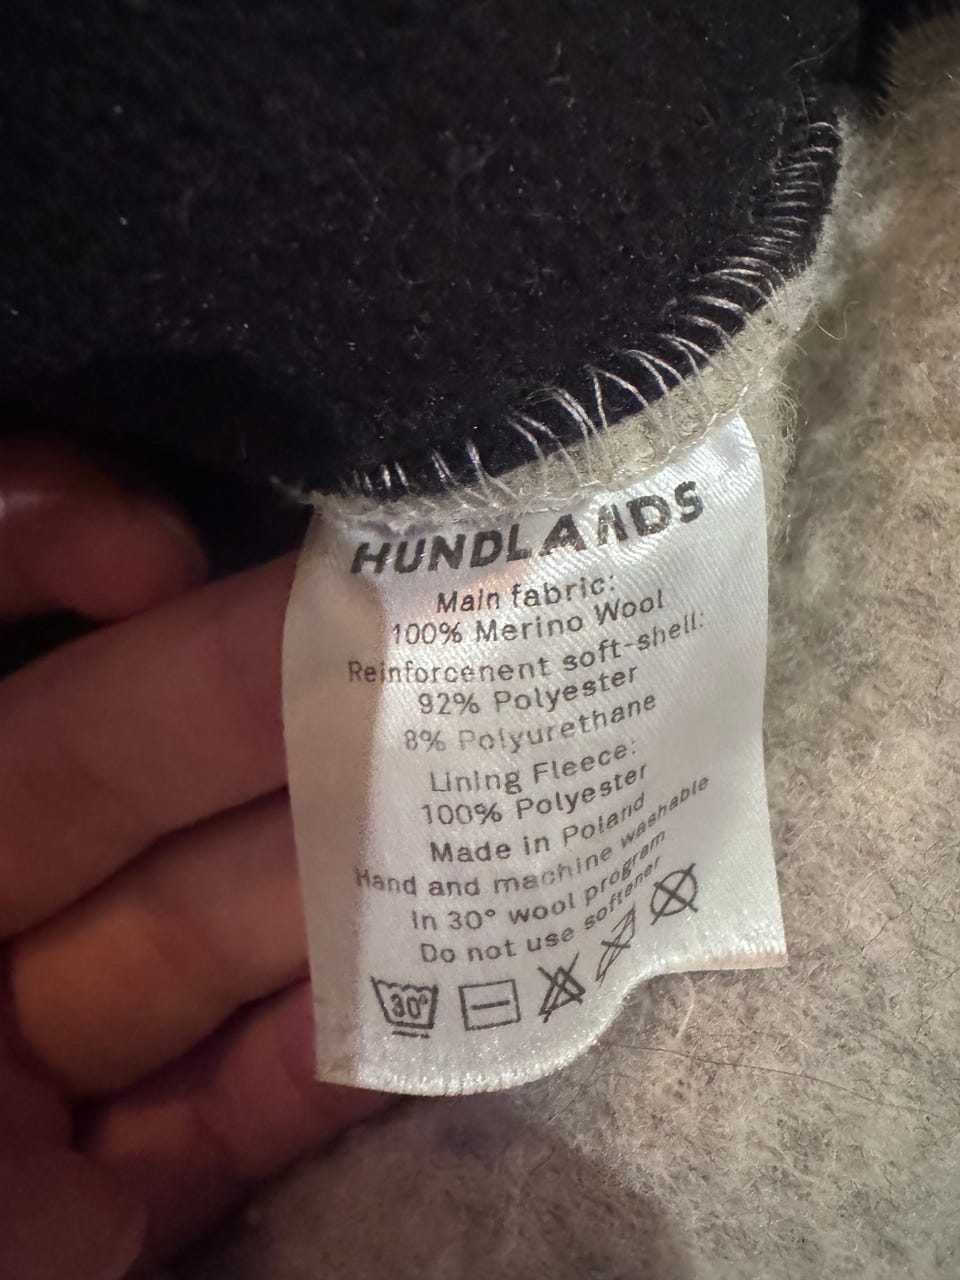 HUNDLANDS
Main fabric:
100% Merino Wool
Reinforcenent soft-shell:
92% Polyester
8% Polyurethane
Lining Fleece:
100% Polyester
Made in Poland
Hand and machine washable
In 30° wool program
Do not use softener
30°